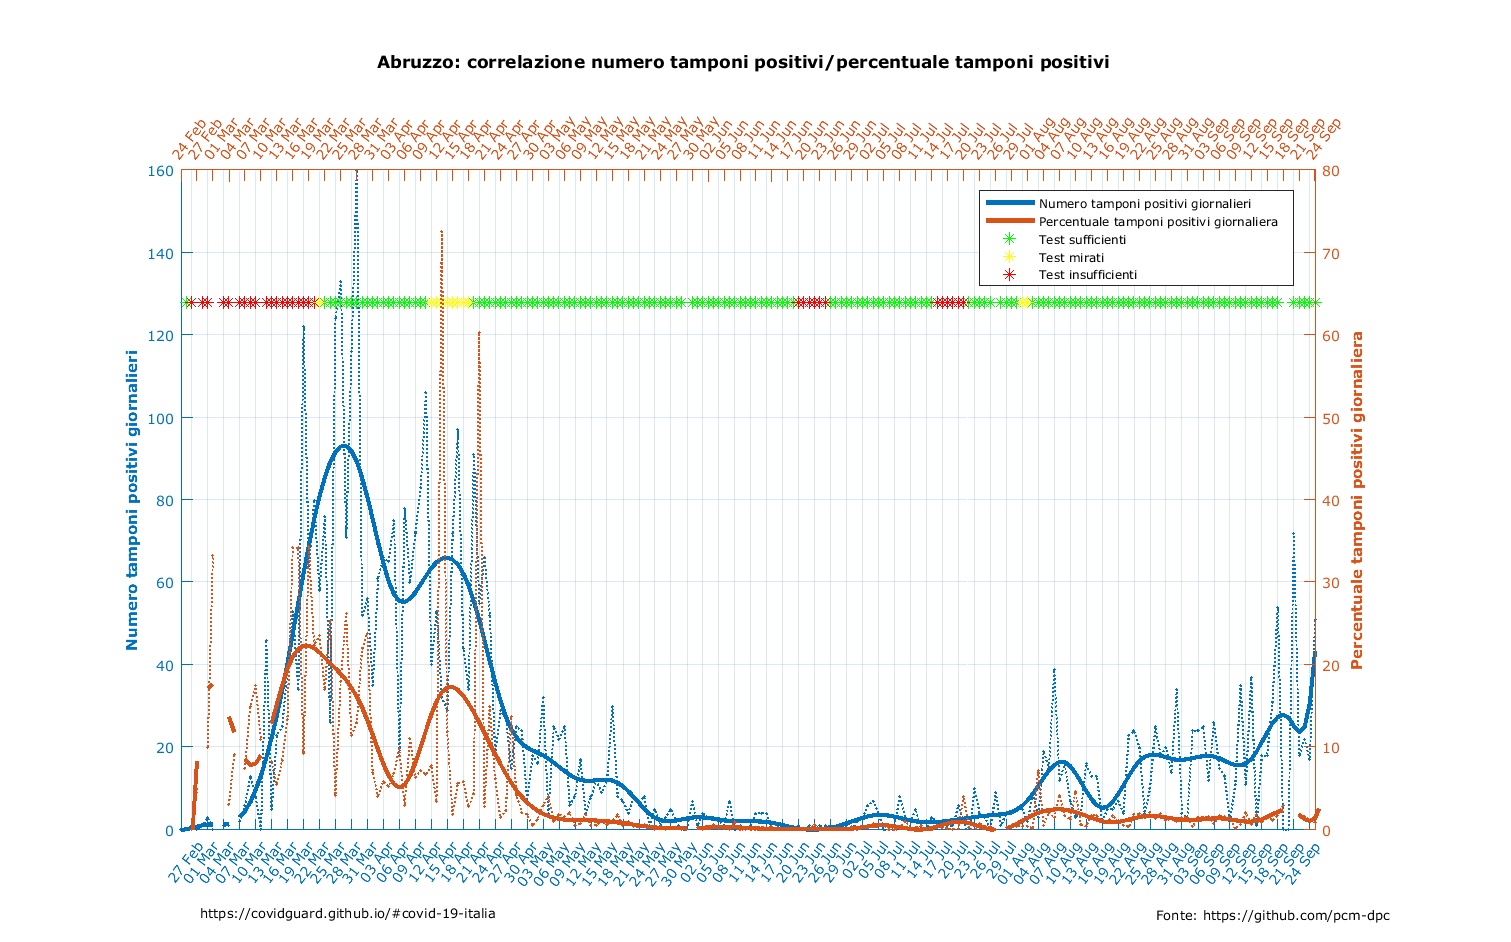 Abruzzo: correlazione numero tamponi positivi/percentuale tamponi positivi
24 Feb 27 Feb 01 Mar 04 Mar 07 Mar 10 Mar 13 Mar 16 Mar 19 Mar 22 Mar 25 Mar 28 Mar 31 Mar 03 Apr 06 Apr 09 Apr 12 Apr 15 Apr 18 Apr 21 Apr 24 Apr 27 Apr 30 Apr 03 May 06 May 09 May 12 May 15 May 18 May 21 May 24 May 27 May 30 May 02 Jun 05 Jun 08 Jun 11 Jun 14 Jun 17 Jun 20 Jun 23 Jun 26 Jun 29 Jun 02 Jul 05 Jul 08 Jul 11 Jul 14 Jul 17 Jul 20 Jul 23 Jul 26 Jul 29 Jul 01 Aug 04 Aug 07 Aug 10 Aug 13 Aug 16 Aug 19 Aug 22 Aug 25 Aug 28 Aug 31 Aug 03 Sep 06 Sep 09 Sep 12 Sep 15 Sep 18 Sep 21 Sep 24 Sep
Numero tamponi positivi giornalieri
160
140
120
100
80
60
40
20
0
Numero tamponi positivi giornalieri
Percentuale tamponi positivi giornaliera
Test sufficienti
Test mirati
Test insufficienti
80
70
60
50
40
30
20
10
0
Percentuale tamponi positivi giornaliera
27 Feb 01 Mar 04 Mar 07 Mar 10 Mar 13 Mar 16 Mar 19 Mar 22 Mar 25 Mar 28 Mar 31 Mar 03 Apr 06 Apr 09 Apr 12 Apr 15 Apr 18 Apr 21 Apr 24 Apr 27 Apr 30 Apr 03 May 06 May 09 May 12 May 15 May 18 May 21 May 24 May 27 May 30 May 02 Jun 05 Jun 08 Jun 11 Jun 14 Jun 17 Jun 20 Jun 23 Jun 26 Jun 29 Jun 02 Jul 05 Jul 08 Jul 11 Jul 14 Jul 17 Jul 20 Jul 23 Jul 26 Jul 29 Jul 01 Aug 04 Aug 07 Aug 10 Aug 13 Aug 16 Aug 19 Aug 22 Aug 25 Aug 28 Aug 31 Aug 03 Sep 06 Sep 09 Sep 12 Sep 15 Sep 18 Sep 21 Sep 24 Sep
https://covidguard.github.io/#covid-19-italia
Fonte: https://github.com/pcm-dpc